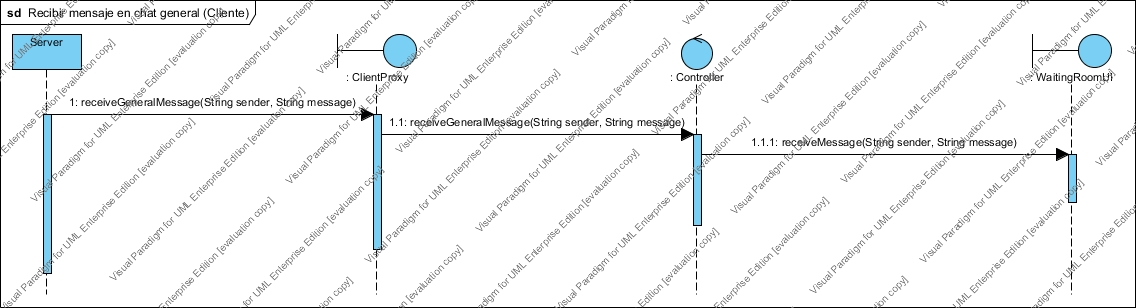 sd Recibir mensaje en chat general (Cliente)
Server
: ClientProxy
: Controller
: WaitingRoomUI
1: receiveGeneralMessage(String sender, String message)
1.1: receiveGeneralMessage(String sender, String message)
1.1.1: receiveMessage(String sender, String message)
Visual Paradigm for UML Enterprise Edition [evaluation copy]